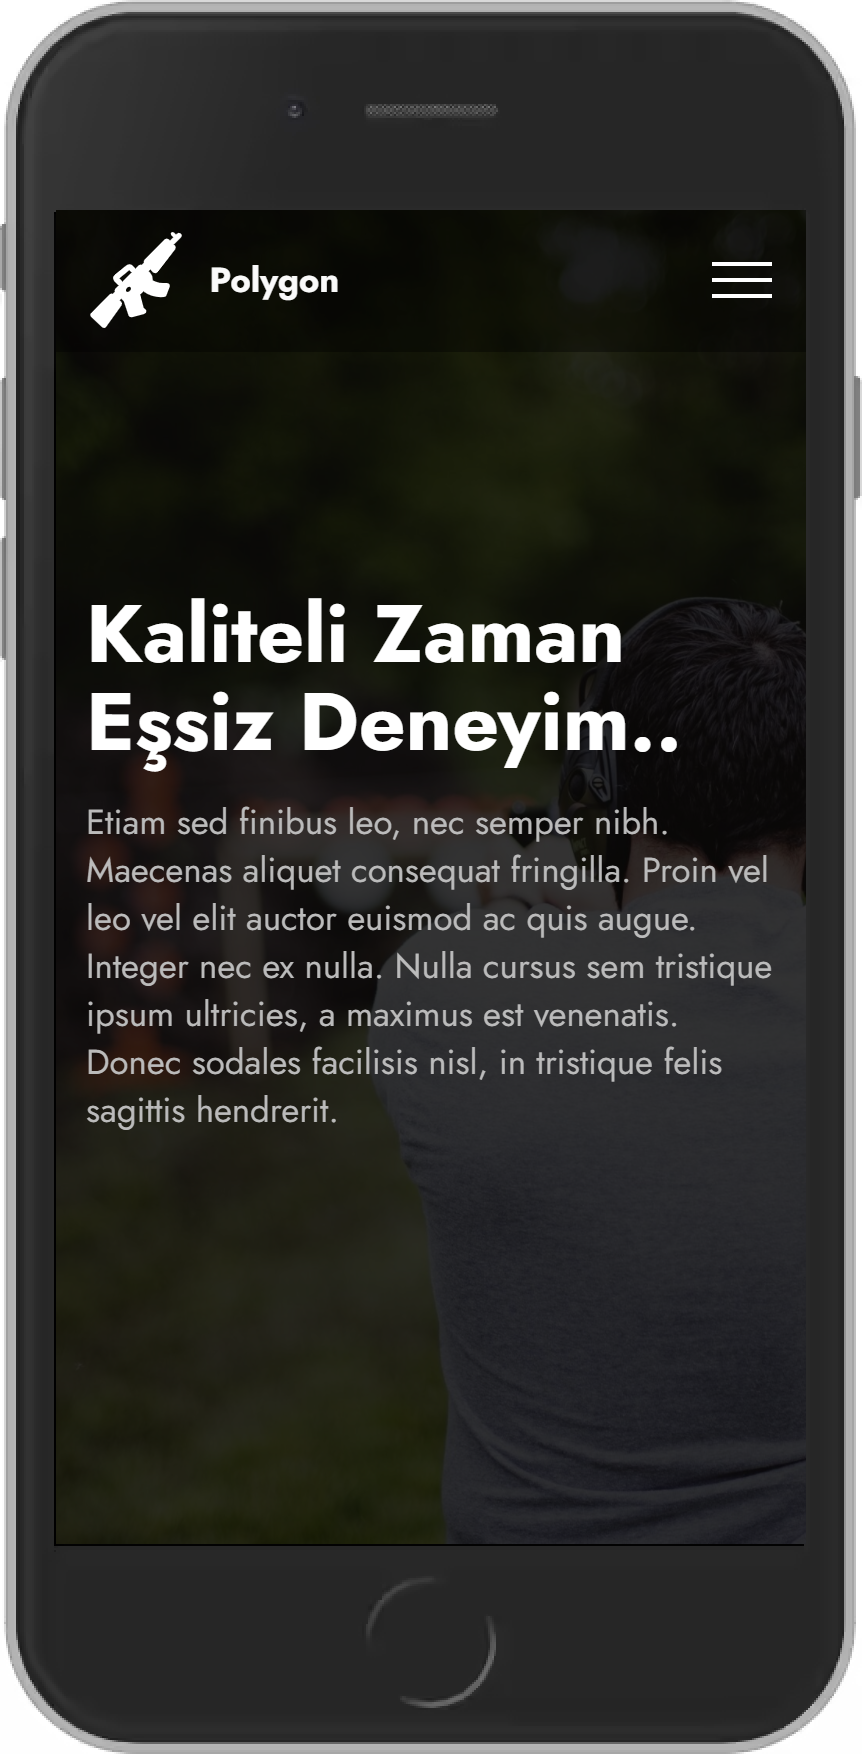 Polygon
Kaliteli Zaman
Eşsiz Deneyim..
Etiam sed finibus leo, nec semper nibh.
Maecenas aliquet consequat fringilla. Proin vel
leo vel elit auctor euismod ac quis augue.
Integer nec ex nulla. Nulla cursus sem tristique
ipsum ultricies, a maximus est venenatis.
Donec sodales facilisis nisl, in tristique felis
sagittis hendrerit.